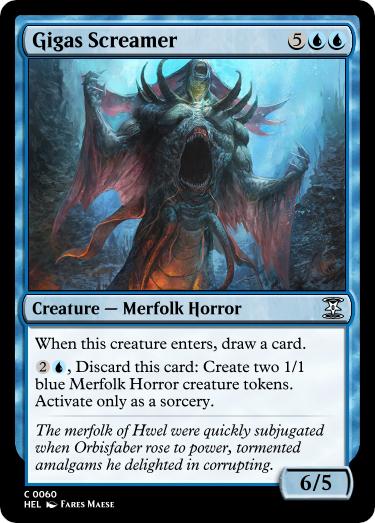 Gigas Screamer 5
Creature — Merfolk Horror
When this creature enters, draw a card.
2, Discard this card: Create two 1/1
blue Merfolk Horror creature tokens.
Activate only as a sorcery.
The merfolk of Hwel were quickly subjugated
when Orbisfaber rose to power, tormented
amalgams he delighted in corrupting.
6/5
C 0060
HEL Fares Maese